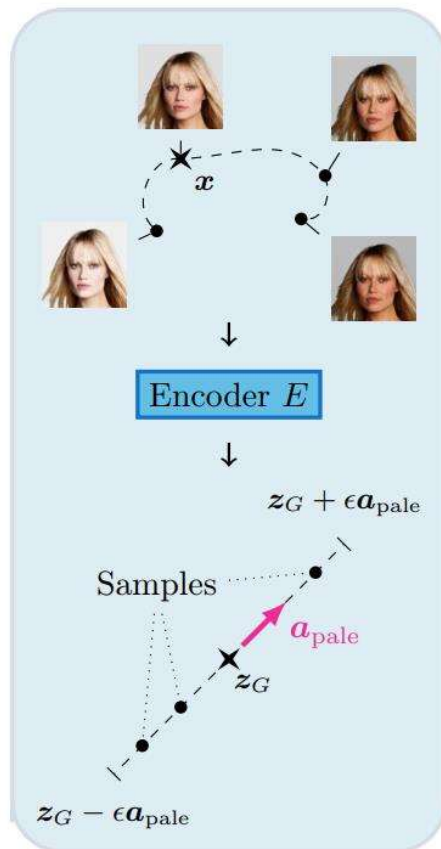 x
↓
Encoder E
↓
z_G + ϵa_pale
Samples
a_pale
z_G
z_G − ϵa_pale